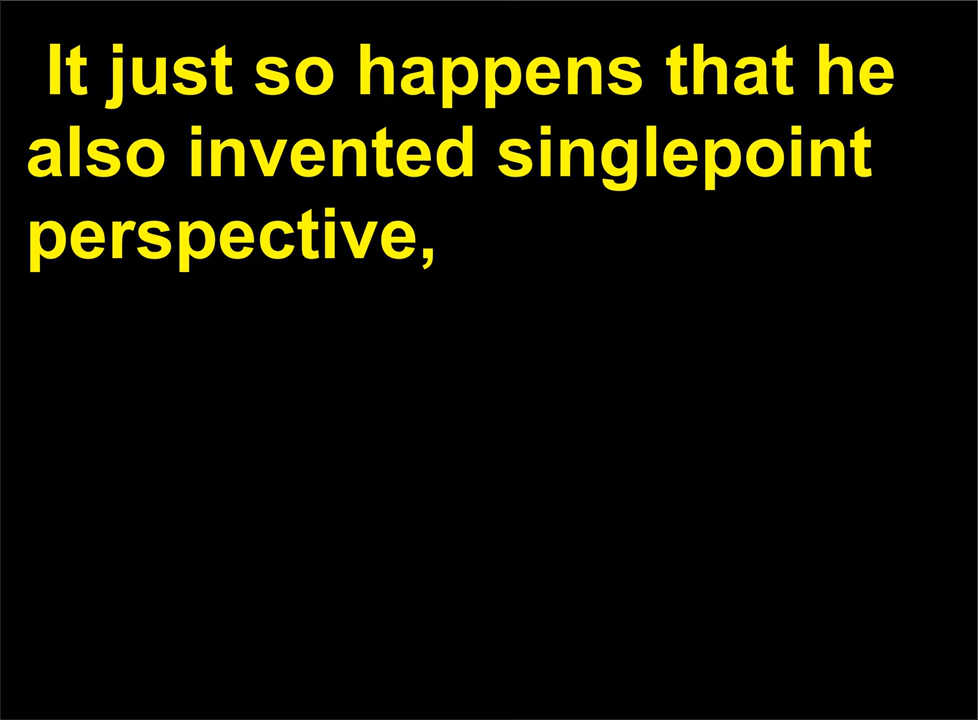 It just so happens that he
also invented singlepoint
perspective,